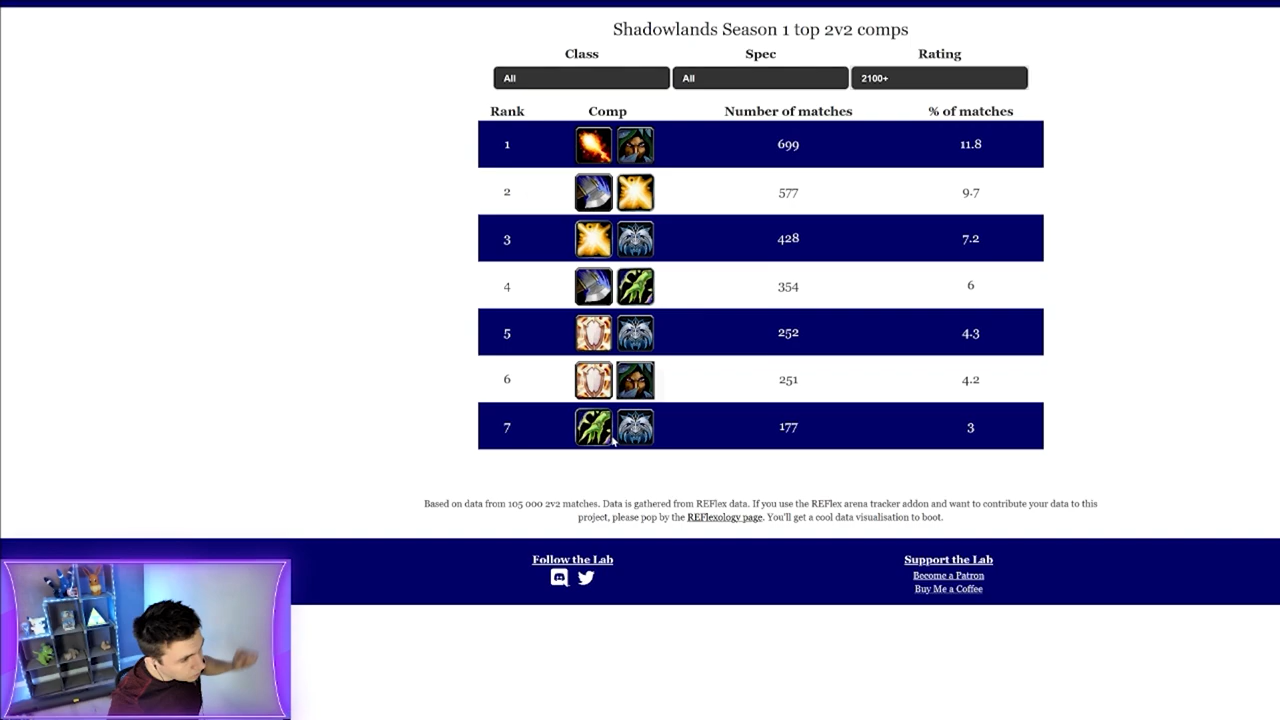 Shadowlands Season 1 top 2v2 comps
Class Spec Rating
All All 2100+
Rank Comp Number of matches % of matches
1 699 11.8
2 577 9.7
3 428 7.2
4 354 6
5 252 4.3
6 251 4.2
7 177 3
Based on data from 105 000 2v2 matches. Data is gathered from REFlex data. If you use the REFlex arena tracker addon and want to contribute your data to this
project, please pop by the REFlexology page. You'll get a cool data visualisation to boot.
Follow the Lab Support the Lab
Become a Patron
Buy Me a Coffee